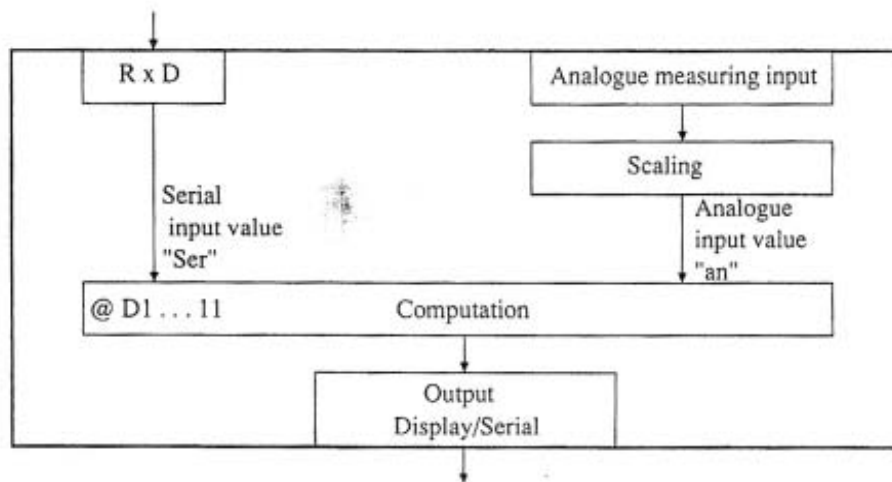 R x D
Analogue measuring input
Scaling
Serial
input value
"Ser"
Analogue
input value
"an"
@ D1 . . . 11
Computation
Output
Display/Serial